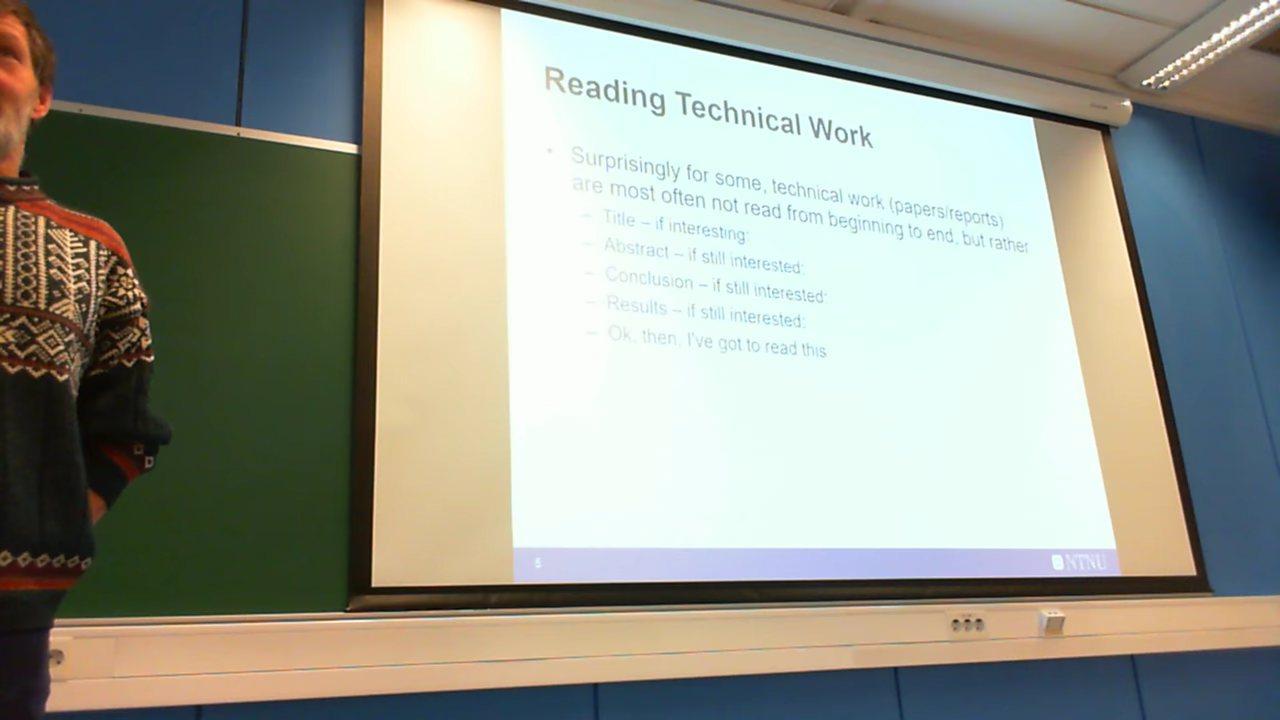 Reading Technical Work
• Surprisingly for some, technical work (papers/reports)
are most often not read from beginning to end, but rather
– Title – if interesting:
– Abstract – if still interested:
– Conclusion – if still interested:
– Results – if still interested:
– Ok, then, I've got to read this
5
NTNU